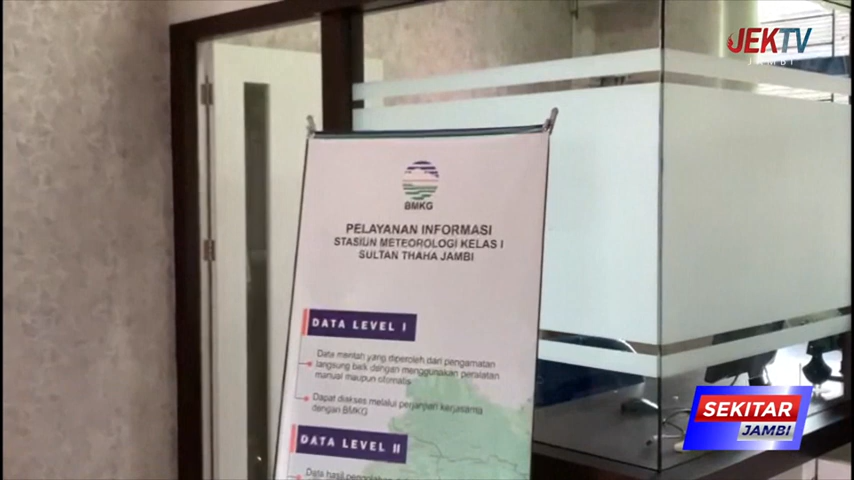 JEKTV
JAMBI
BMKG
PELAYANAN INFORMASI
STASIUN METEOROLOGI KELAS I
SULTAN THAHA JAMBI
DATA LEVEL I
Data mentah yang diperoleh dari pengamatan
langsung baik dengan menggunakan peralatan
manual maupun otomatis
Dapat diakses melalui perjanjian kerjasama
dengan BMKG
DATA LEVEL II
Data hasil
SEKITAR
JAMBI